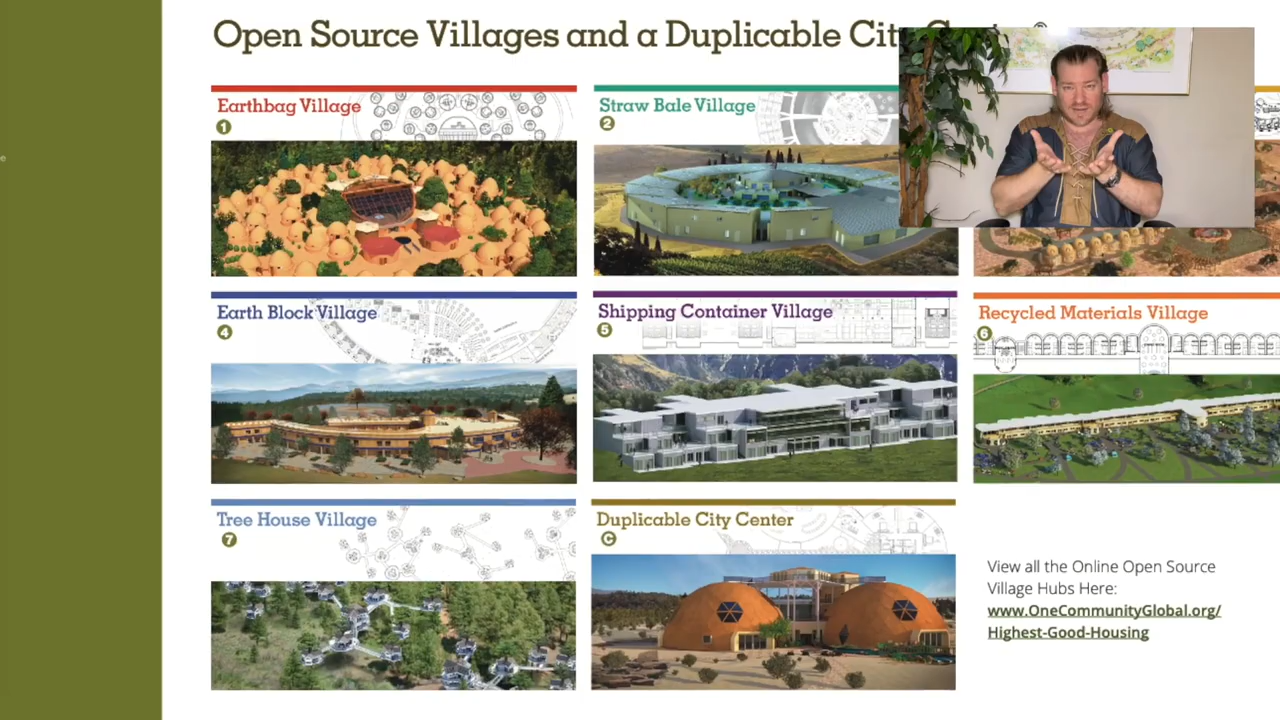 Open Source Villages and a Duplicable Cit
Earthbag Village
1
Straw Bale Village
2
Earth Block Village
4
Shipping Container Village
5
Recycled Materials Village
6
Tree House Village
7
Duplicable City Center
C
View all the Online Open Source
Village Hubs Here:
www.OneCommunityGlobal.org/
Highest-Good-Housing
e